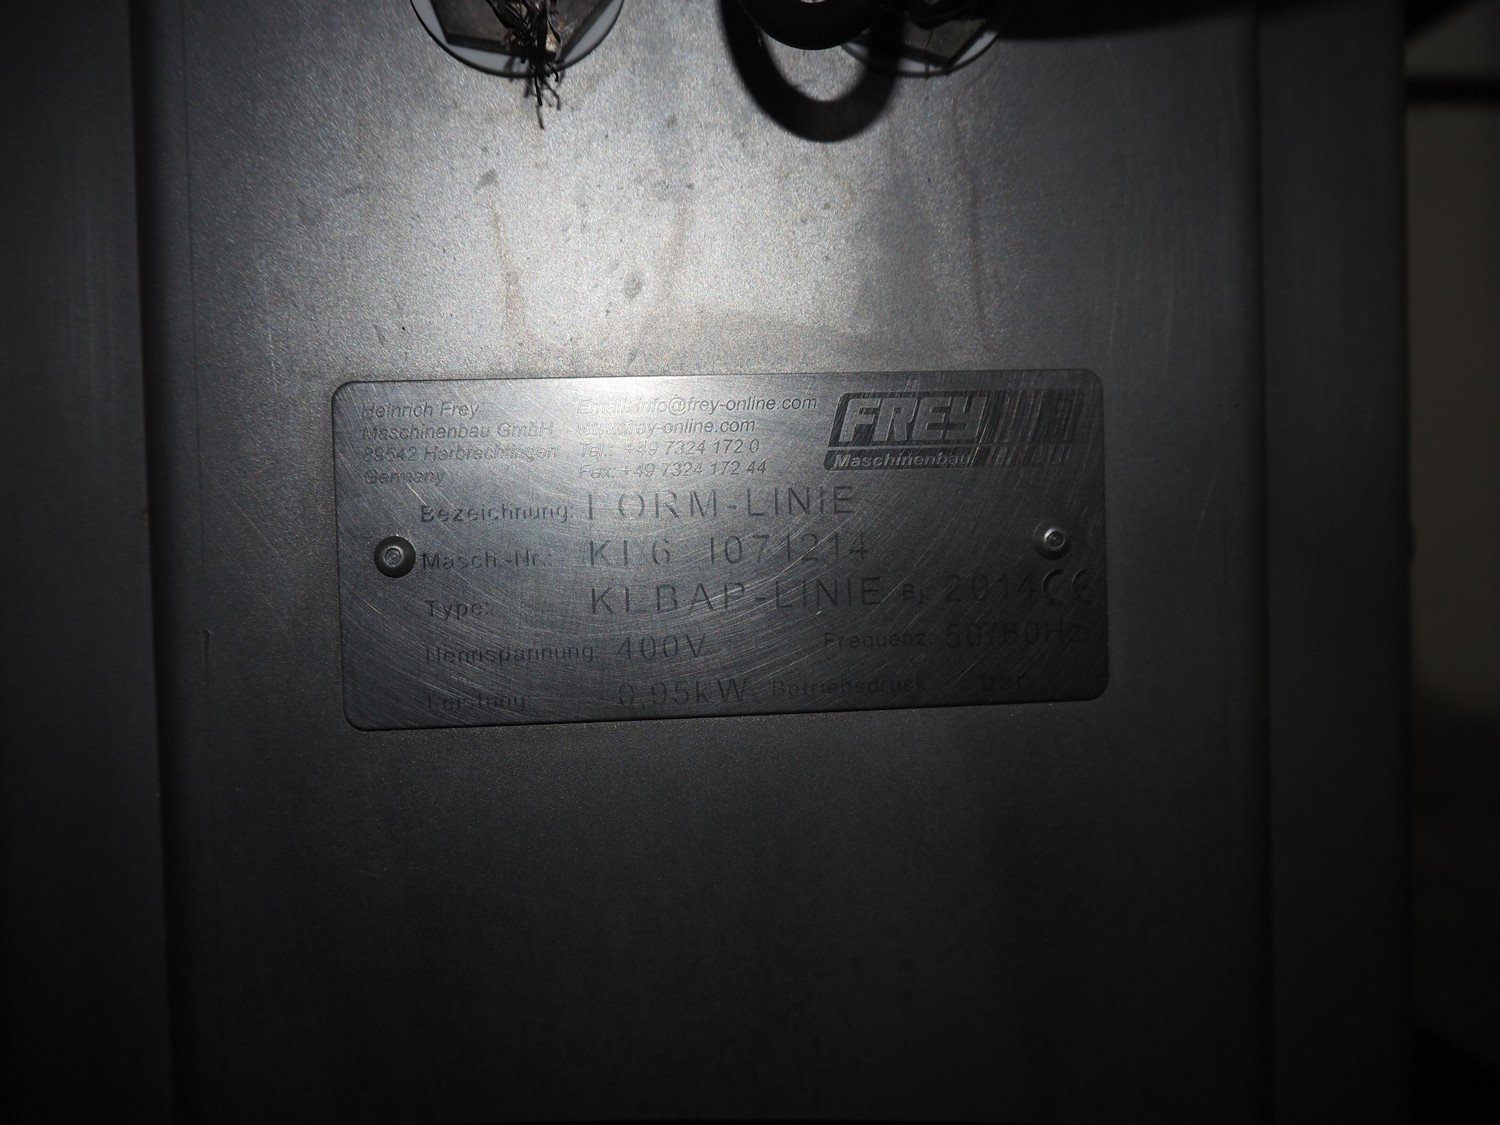 Heinrich Frey
Maschinenbau GmbH
89542 Herbrechtingen
Germany
Email: info@frey-online.com
www.frey-online.com
Tel.: +49 7324 172 0
Fax: +49 7324 172 44
FREY
Maschinenbau
Bezeichnung: FORM-LINIE
Masch.-Nr.: 1071214
Type: KLBAP-LINIE Bj. 2014 CE
Nennspannung: 400V Frequenz: 50/60Hz
Leistung: 0,95kW Betriebsdruck: bar